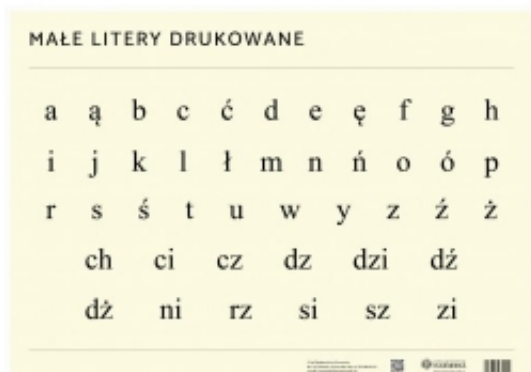 MAŁE LITERY DRUKOWANE
a ą b c ć d e ę f g h
i j k l ł m n ń o ó p
r s ś t u w y z ź ż
ch ci cz dz dzi dź
dż ni rz si sz zi